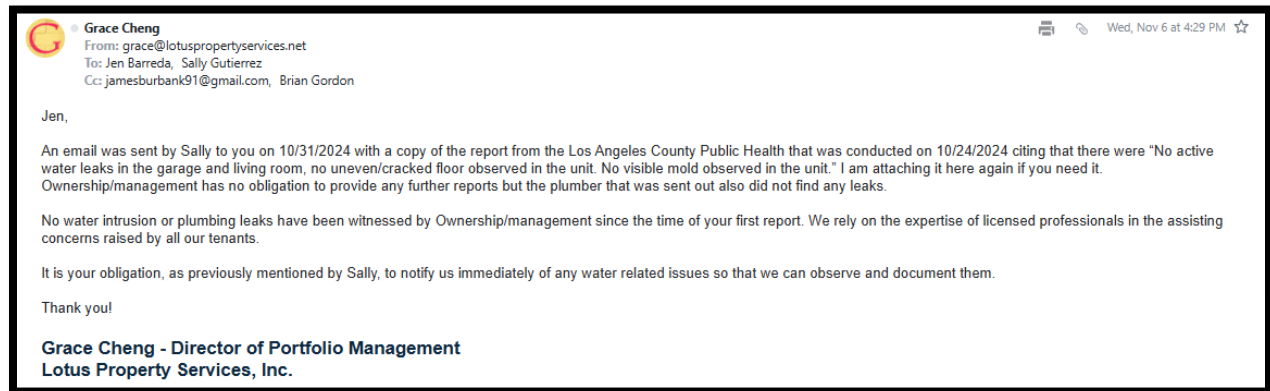 Grace Cheng
Wed, Nov 6 at 4:29 PM
From: grace@lotuspropertyservices.net
To: Jen Barreda, Sally Gutierrez
Cc: jamesburbank91@gmail.com, Brian Gordon
Jen,
An email was sent by Sally to you on 10/31/2024 with a copy of the report from the Los Angeles County Public Health that was conducted on 10/24/2024 citing that there were “No active
water leaks in the garage and living room, no uneven/cracked floor observed in the unit. No visible mold observed in the unit.” I am attaching it here again if you need it.
Ownership/management has no obligation to provide any further reports but the plumber that was sent out also did not find any leaks.
No water intrusion or plumbing leaks have been witnessed by Ownership/management since the time of your first report. We rely on the expertise of licensed professionals in the assisting
concerns raised by all our tenants.
It is your obligation, as previously mentioned by Sally, to notify us immediately of any water related issues so that we can observe and document them.
Thank you!
Grace Cheng - Director of Portfolio Management
Lotus Property Services, Inc.